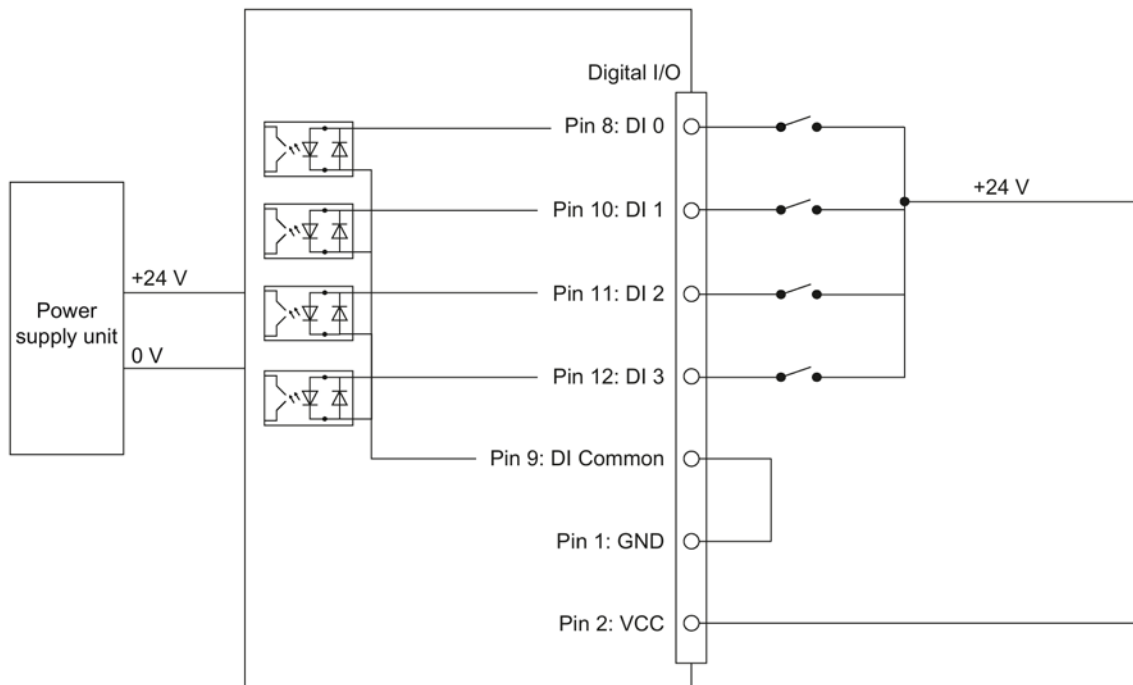 Digital I/O
Pin 8: DI 0
+24 V
Pin 10: DI 1
+24 V
Pin 11: DI 2
Power
supply unit
0 V
Pin 12: DI 3
Pin 9: DI Common
Pin 1: GND
Pin 2: VCC